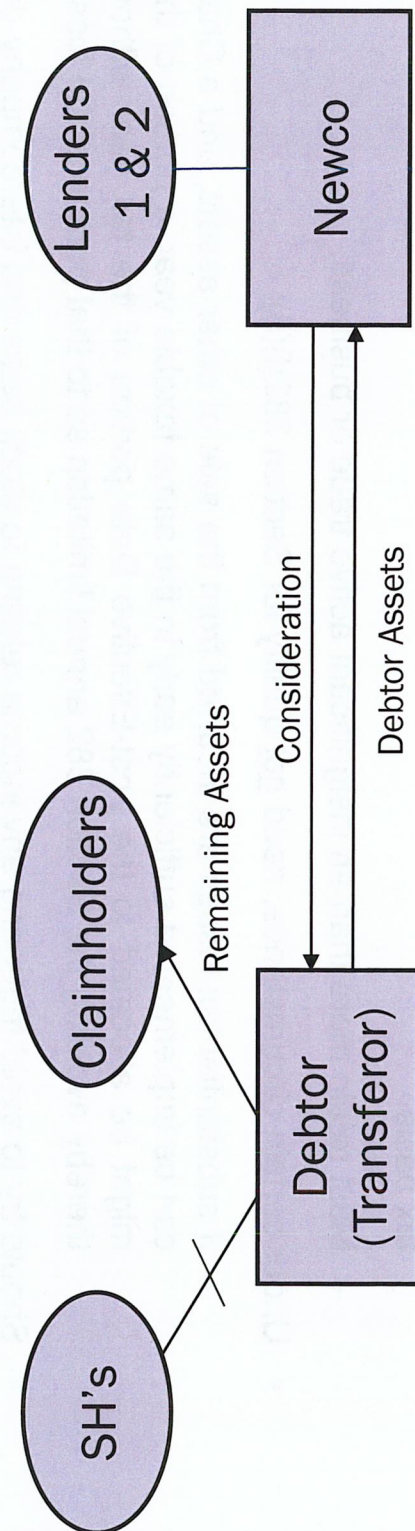 SH's
Claimholders
Lenders
1 & 2
Remaining Assets
Consideration
Debtor
(Transferor)
Newco
Debtor Assets